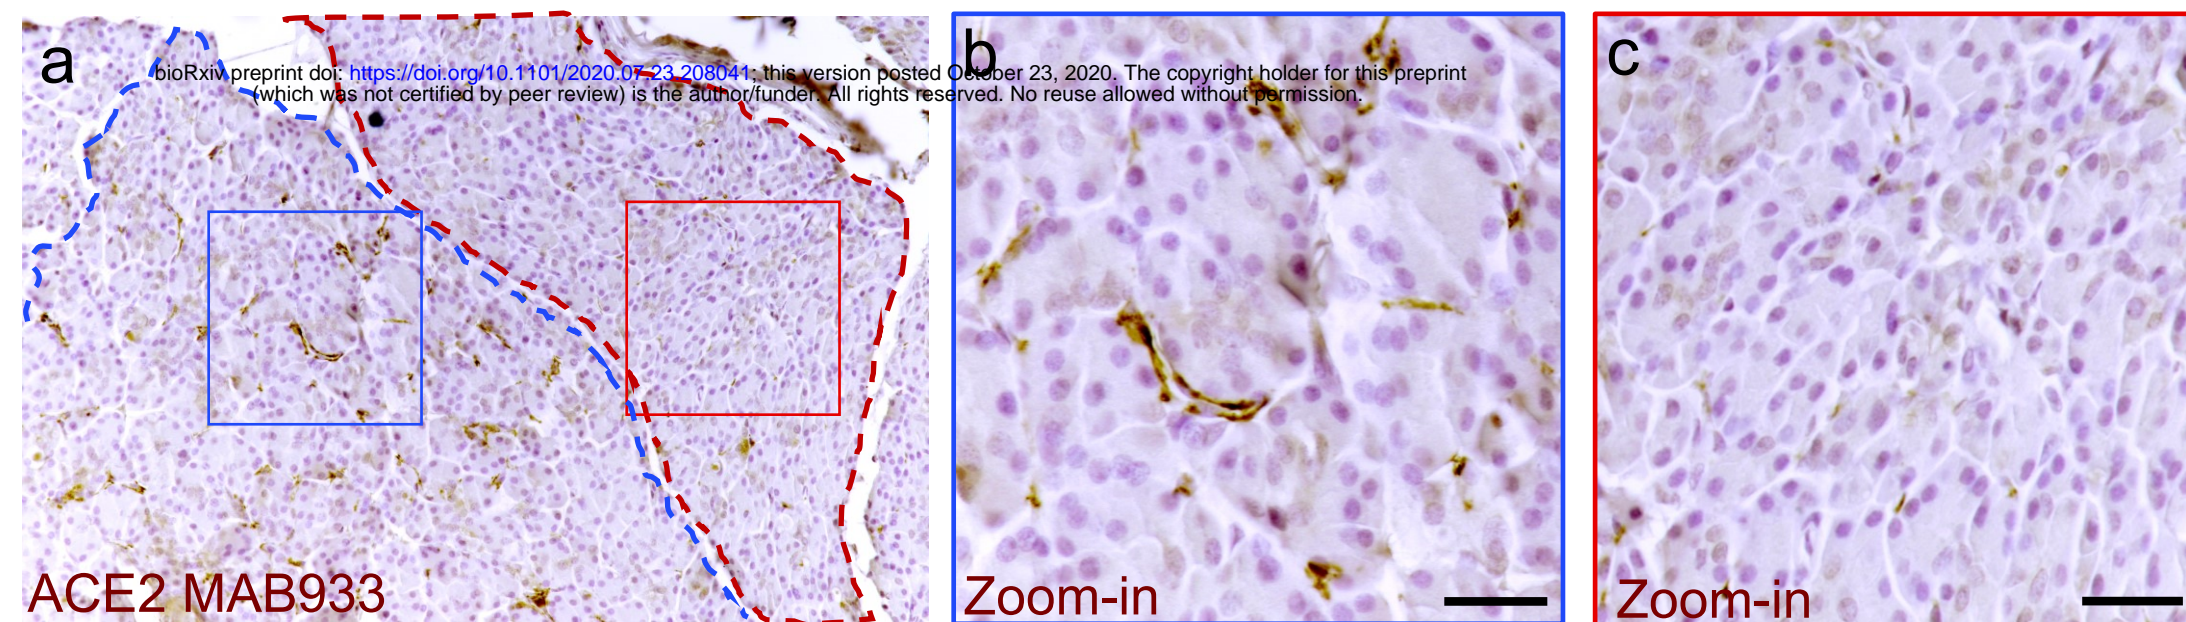 a
b
c
bioRxiv preprint doi: https://doi.org/10.1101/2020.07.23.208041; this version posted October 23, 2020. The copyright holder for this preprint
(which was not certified by peer review) is the author/funder. All rights reserved. No reuse allowed without permission.
ACE2 MAB933
Zoom-in
Zoom-in